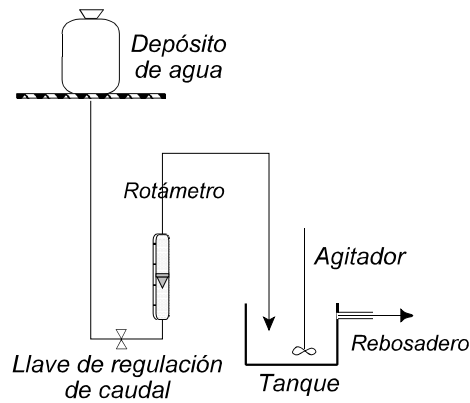 Depósito
de agua
Rotámetro
Agitador
Rebosadero
Llave de regulación
de caudal
Tanque